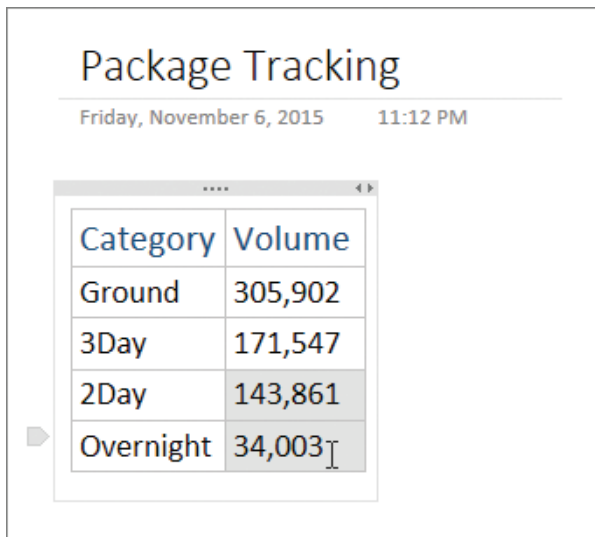 Package Tracking
Friday, November 6, 2015 11:12 PM
Category Volume
Ground 305,902
3Day 171,547
2Day 143,861
Overnight 34,003